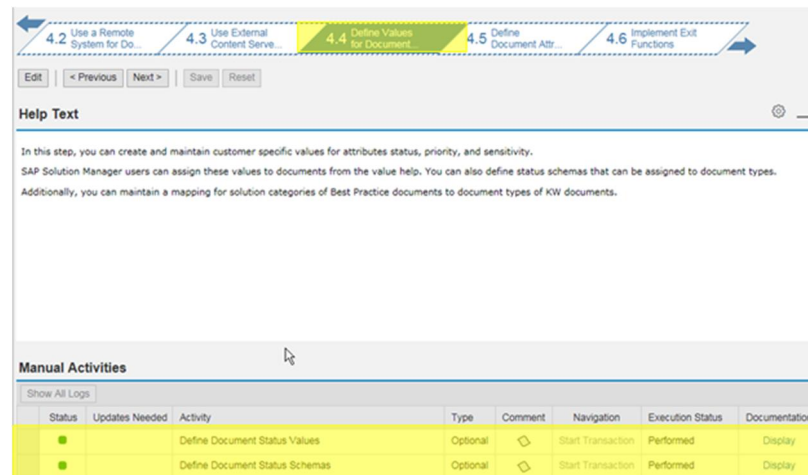 4.2 Use a Remote System for Do...
4.3 Use External Content Serve...
4.4 Define Values for Document...
4.5 Define Document Attr...
4.6 Implement Exit Functions
Edit < Previous Next > Save Reset
Help Text
In this step, you can create and maintain customer specific values for attributes status, priority, and sensitivity.
SAP Solution Manager users can assign these values to documents from the value help. You can also define status schemas that can be assigned to document types.
Additionally, you can maintain a mapping for solution categories of Best Practice documents to document types of KW documents.
Manual Activities
Show All Logs
Status Updates Needed Activity Type Comment Navigation Execution Status Documentation
Define Document Status Values Optional Start Transaction Performed Display
Define Document Status Schemas Optional Start Transaction Performed Display